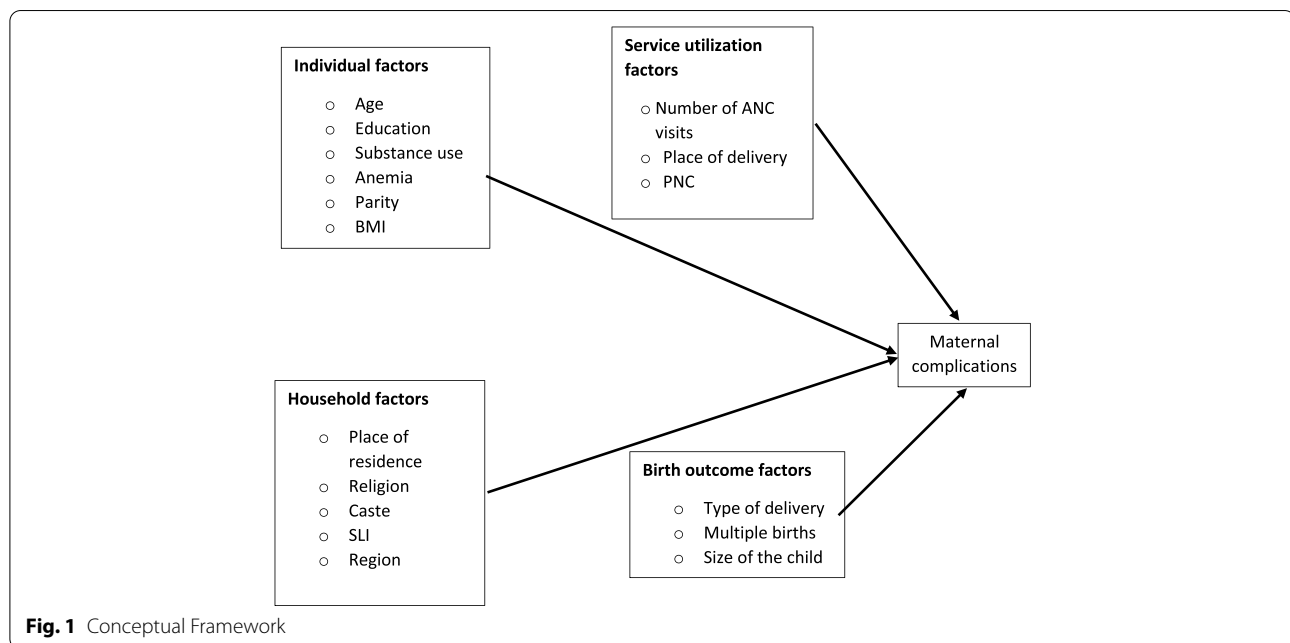 Individual factors
○ Age
○ Education
○ Substance use
○ Anemia
○ Parity
○ BMI
Service utilization
factors
○ Number of ANC
visits
○ Place of delivery
○ PNC
Maternal
complications
Household factors
○ Place of
residence
○ Religion
○ Caste
○ SLI
○ Region
Birth outcome factors
○ Type of delivery
○ Multiple births
○ Size of the child
Fig. 1 Conceptual Framework